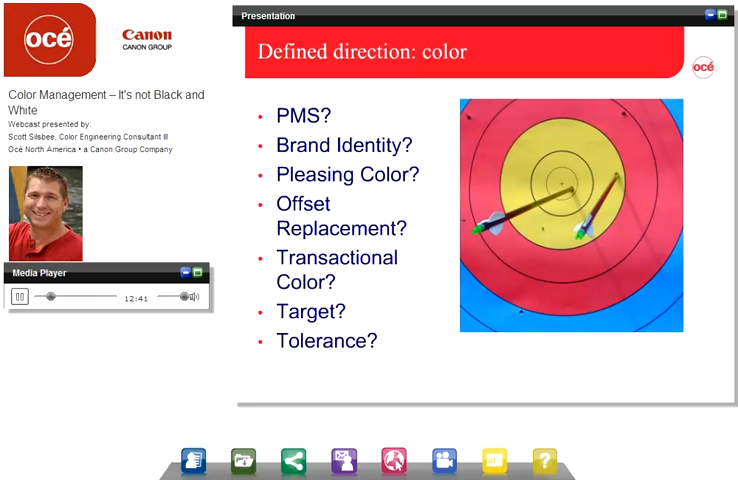 océ
Canon
CANON GROUP
Color Management – It's not Black and
White
Webcast presented by:
Scott Silsbee, Color Engineering Consultant III
Océ North America • a Canon Group Company
Media Player
12:41
Presentation
Defined direction: color
océ
• PMS?
• Brand Identity?
• Pleasing Color?
• Offset
Replacement?
• Transactional
Color?
• Target?
• Tolerance?
?